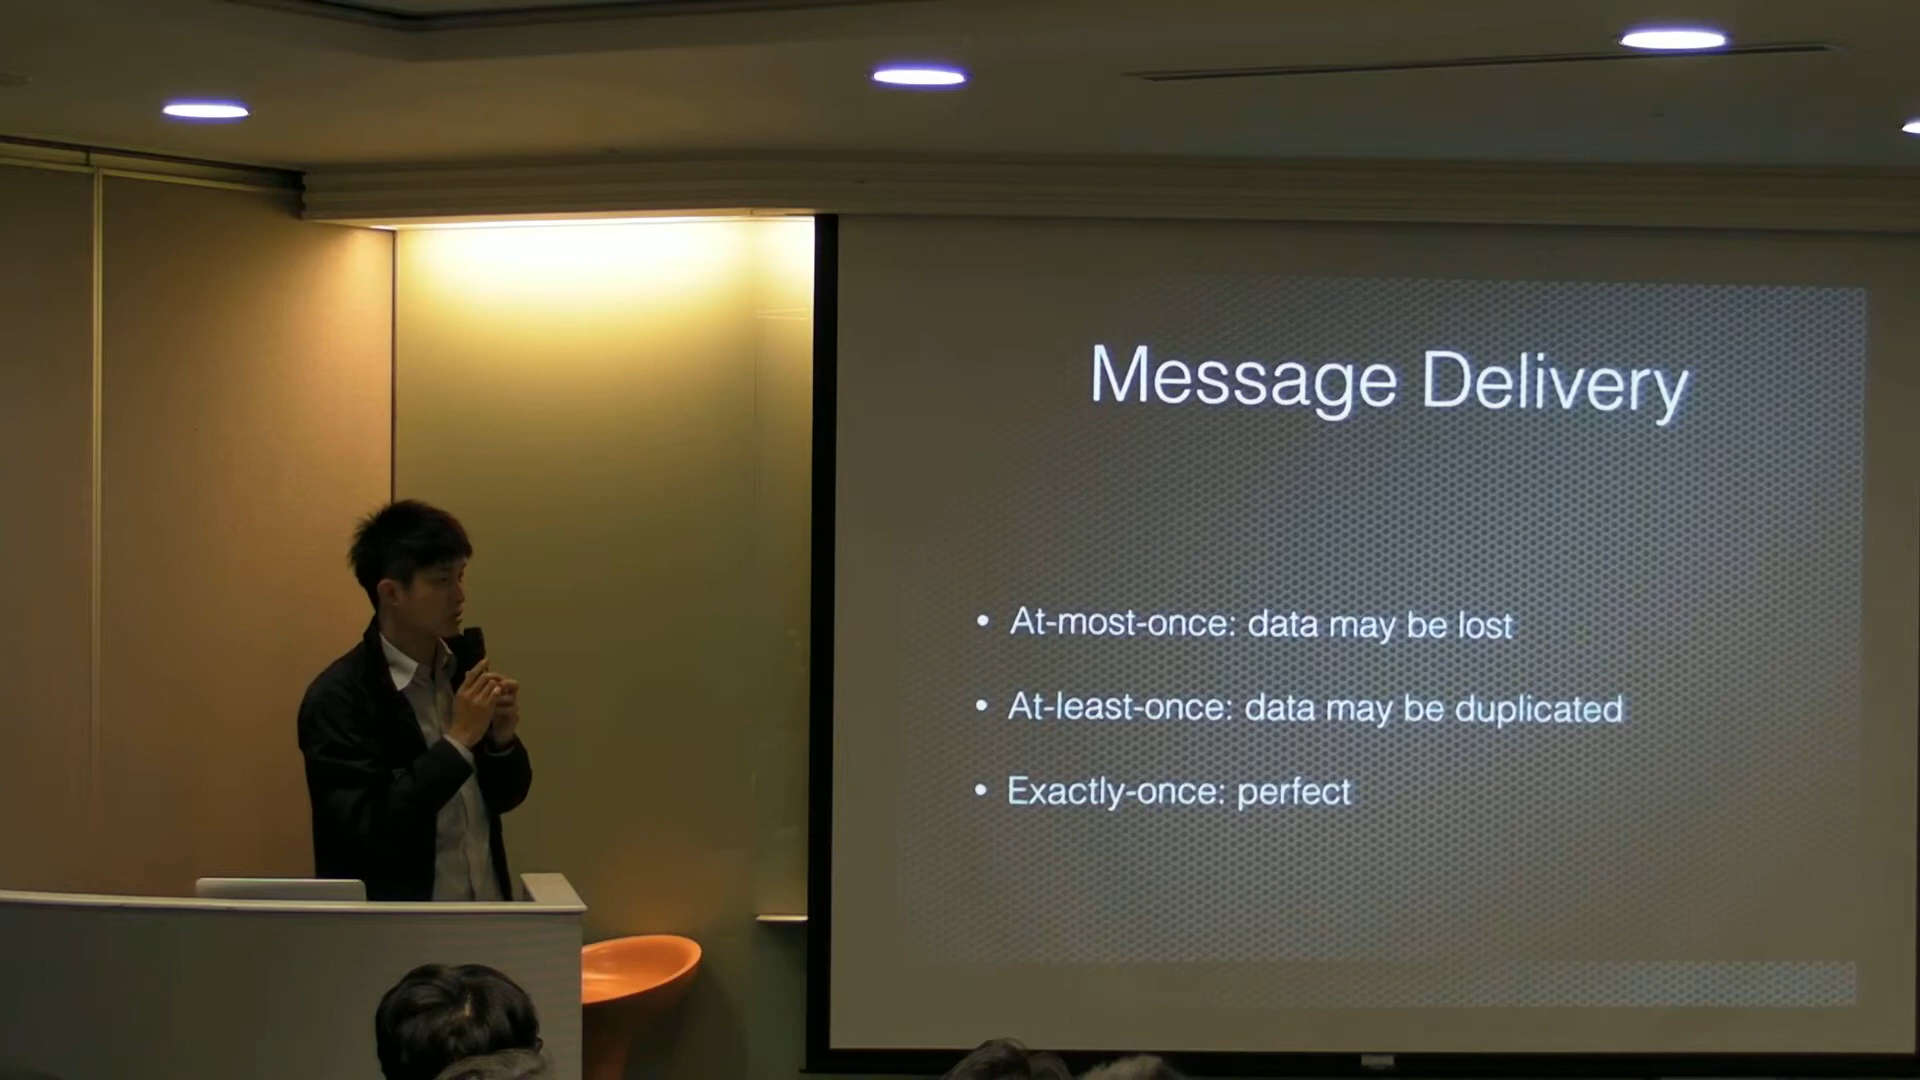 Message Delivery
• At-most-once: data may be lost
• At-least-once: data may be duplicated
• Exactly-once: perfect